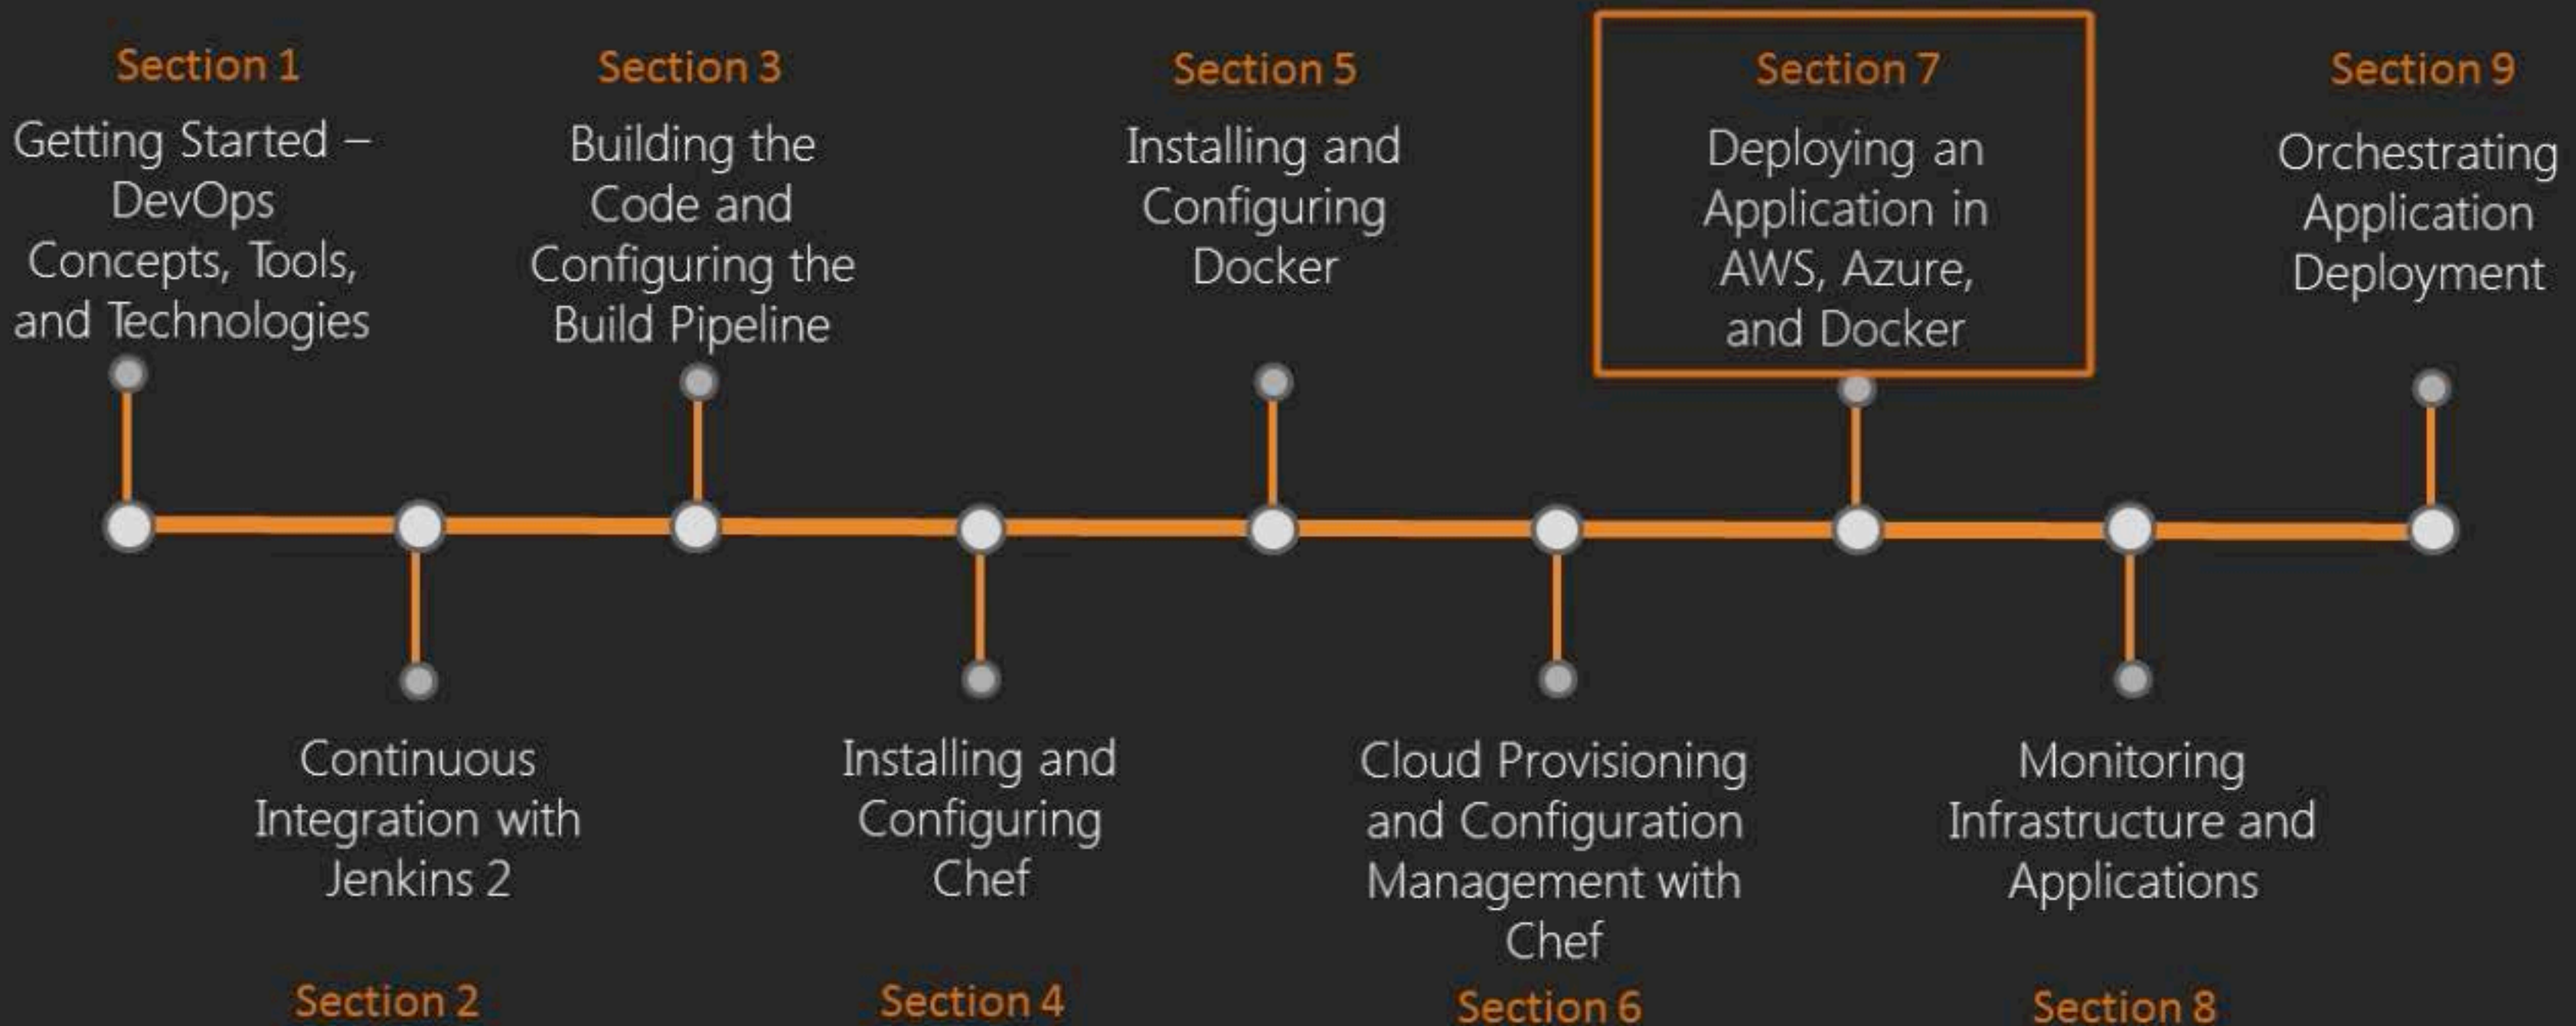 Section 1
Getting Started –
DevOps
Concepts, Tools,
and Technologies
Section 3
Building the
Code and
Configuring the
Build Pipeline
Section 5
Installing and
Configuring
Docker
Section 7
Deploying an
Application in
AWS, Azure,
and Docker
Section 9
Orchestrating
Application
Deployment
Continuous
Integration with
Jenkins 2
Section 2
Installing and
Configuring
Chef
Section 4
Cloud Provisioning
and Configuration
Management with
Chef
Section 6
Monitoring
Infrastructure and
Applications
Section 8